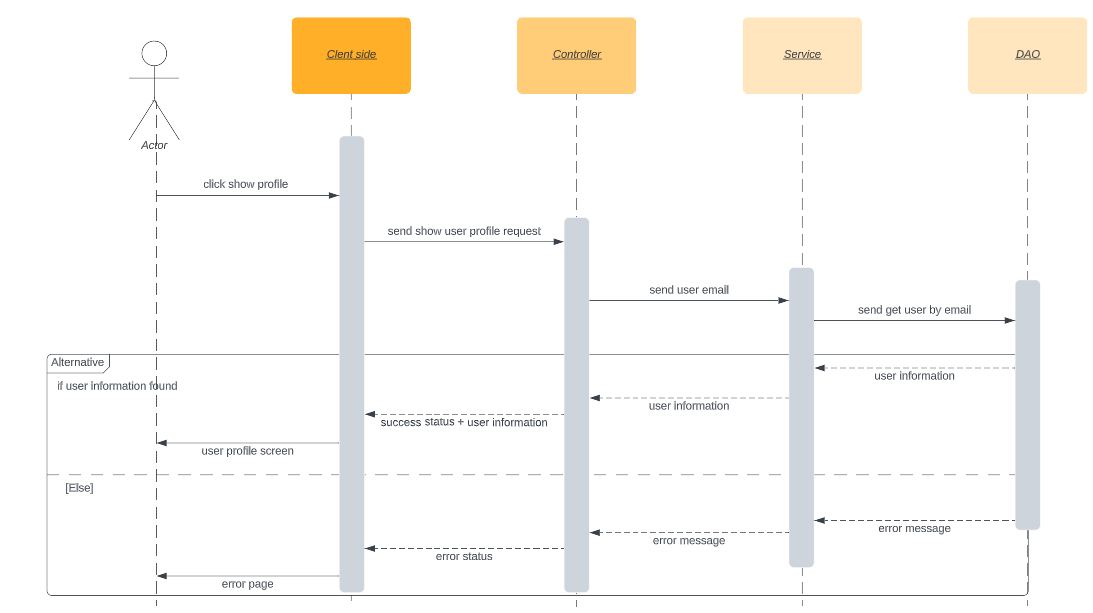 Clent side
Controller
Service
DAO
Actor
click show profile
send show user profile request
send user email
send get user by email
Alternative
if user information found
user information
user information
success status + user information
user profile screen
[Else]
error message
error message
error status
error page